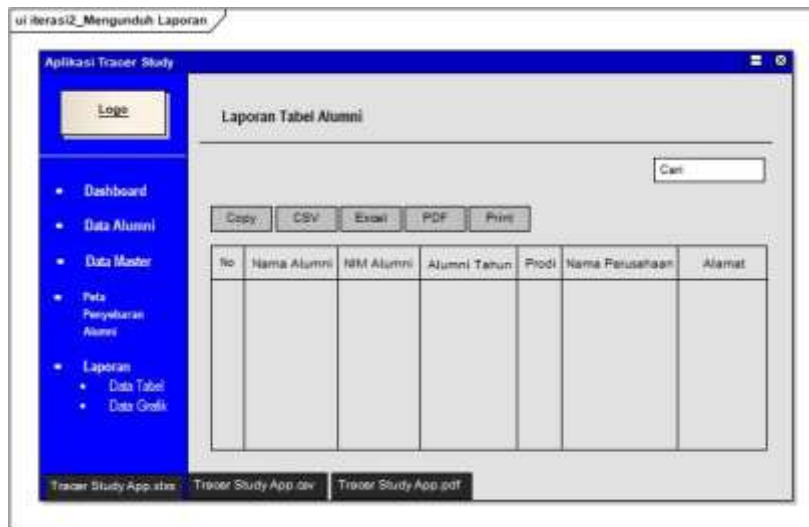 ui iterasi2_Mengunduh Laporan
Aplikasi Tracer Study
Logo
Dashboard
Data Alumni
Data Master
Peta
Penyebaran
Alumni
Laporan
Data Tabel
Data Grafik
Laporan Tabel Alumni
Cari
Copy CSV Excel PDF Print
No Nama Alumni NIM Alumni Alumni Tahun Prodi Nama Perusahaan Alamat
Tracer Study App.xlsx Tracer Study App.csv Tracer Study App.pdf